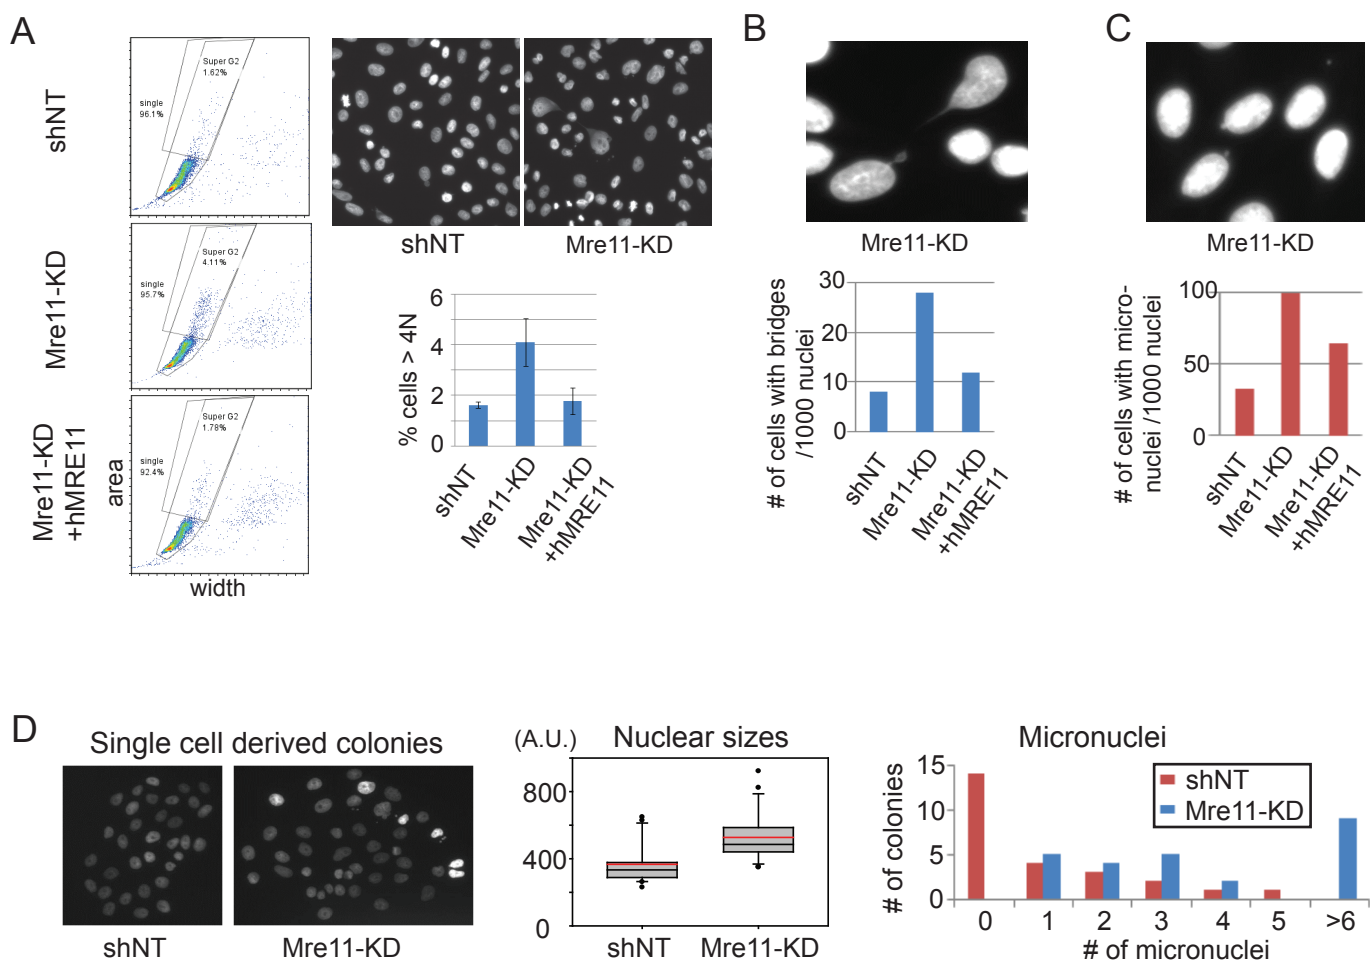 A
shNT
Super G2
1.62%
single
96.1%
Mre11-KD
Super G2
4.11%
single
95.7%
Mre11-KD
+hMRE11
area
Super G2
1.78%
single
92.4%
width
shNT
Mre11-KD
% cells > 4N
6
4
2
0
shNT
Mre11-KD
Mre11-KD
+hMRE11
B
Mre11-KD
# of cells with bridges
/1000 nuclei
30
20
10
0
shNT
Mre11-KD
Mre11-KD
+hMRE11
C
Mre11-KD
# of cells with micro-
nuclei /1000 nuclei
100
50
0
shNT
Mre11-KD
Mre11-KD
+hMRE11
D
Single cell derived colonies
shNT
Mre11-KD
(A.U.)
Nuclear sizes
800
400
0
shNT
Mre11-KD
Micronuclei
# of colonies
15
10
5
0
shNT
Mre11-KD
0 1 2 3 4 5 >6
# of micronuclei